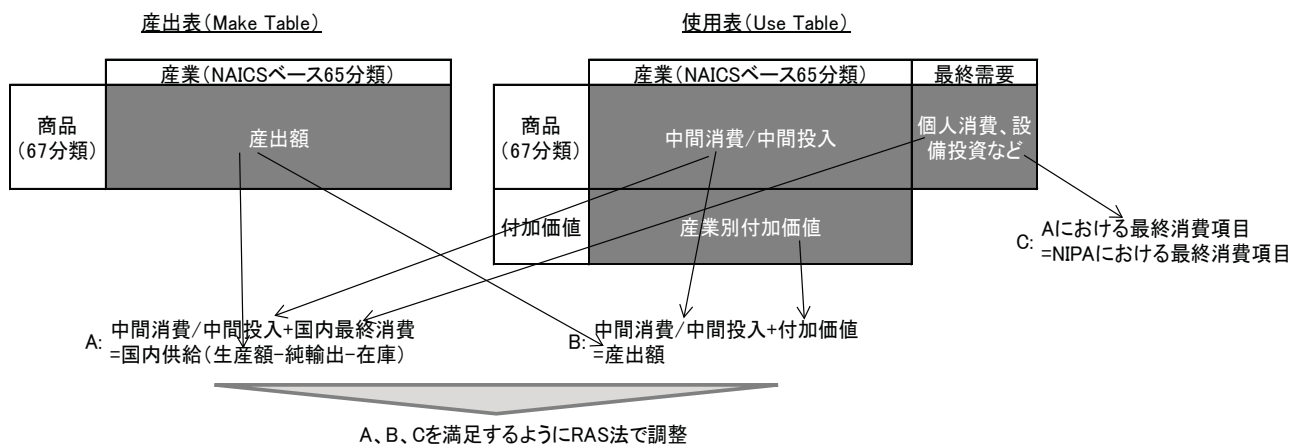 産出表(Make Table)
使用表(Use Table)
産業(NAICSベース65分類)
産業(NAICSベース65分類)
最終需要
商品
(67分類)
産出額
商品
(67分類)
中間消費/中間投入
個人消費、設
備投資など
付加価値
産業別付加価値
C:
Aにおける最終消費項目
=NIPAにおける最終消費項目
A:
中間消費/中間投入+国内最終消費
=国内供給(生産額-純輸出-在庫)
B:
中間消費/中間投入+付加価値
=産出額
A、B、Cを満足するようにRAS法で調整